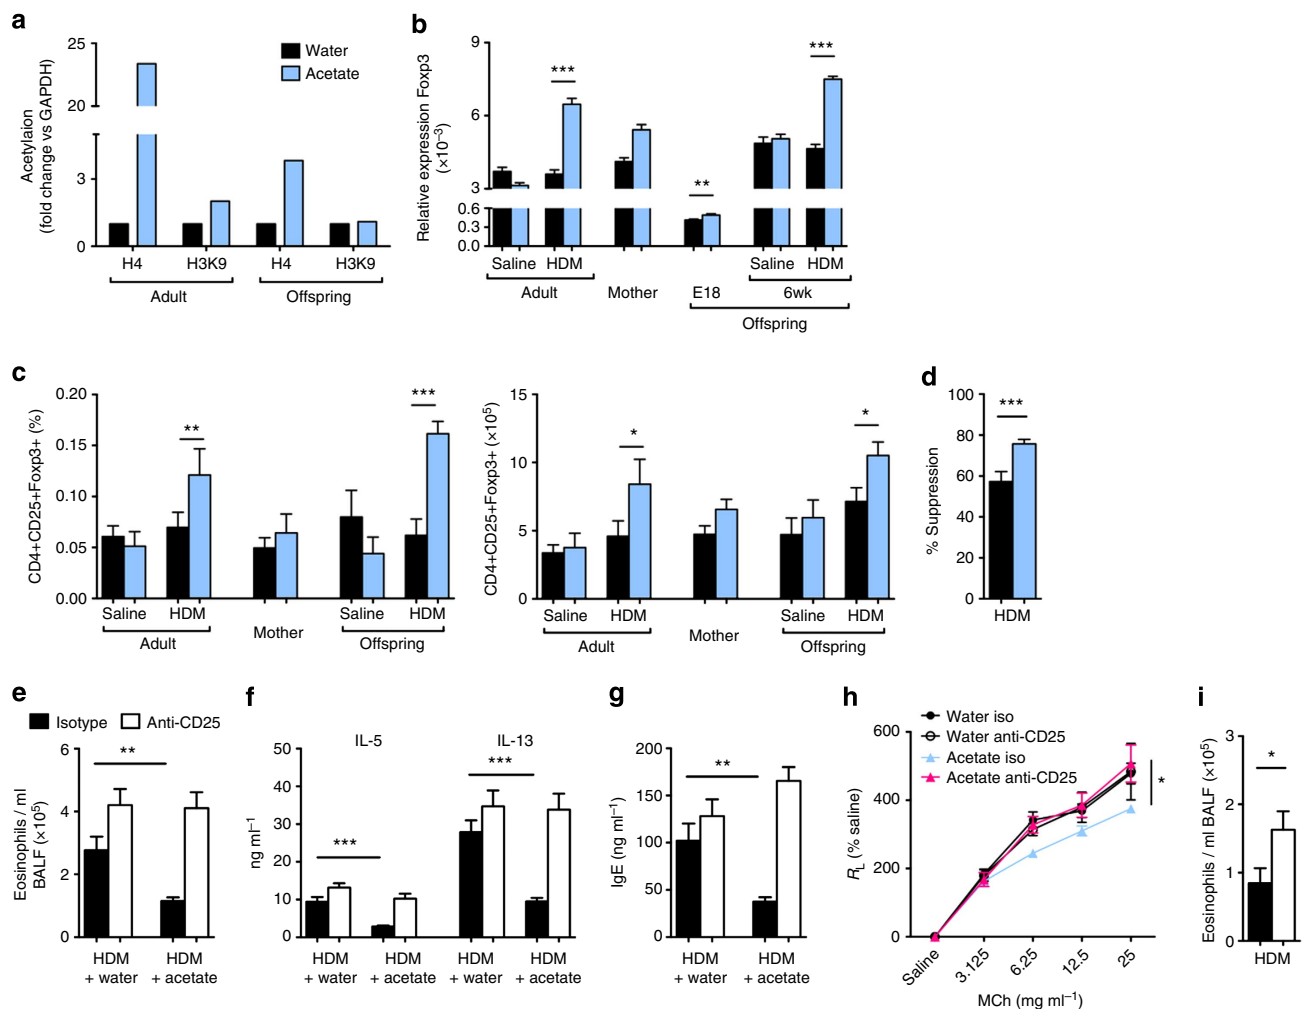 a
25
20
3
0
Acetylaion
(fold change vs GAPDH)
Water
Acetate
H4 H3K9 H4 H3K9
Adult Offspring
b
9
6
3
0.6
0.3
0.0
Relative expression Foxp3
(×10–3)
***
**
***
Saline HDM Saline HDM
Adult Mother E18 6wk
Offspring
c
0.20
0.15
0.10
0.05
0.00
CD4+CD25+Foxp3+ (%)
**
***
Saline HDM Saline HDM
Adult Mother Offspring
15
10
5
0
CD4+CD25+Foxp3+ (×105)
*
*
Saline HDM Saline HDM
Adult Mother Offspring
d
100
80
60
40
20
0
% Suppression
***
HDM
e
Isotype Anti-CD25
6
4
2
0
Eosinophils / ml
BALF (×105)
**
HDM HDM
+ water + acetate
f
50
40
30
20
10
0
ng ml–1
IL-5 IL-13
***
***
HDM HDM HDM HDM
+ water + acetate + water + acetate
g
200
150
100
50
0
IgE (ng ml–1)
**
HDM HDM
+ water + acetate
h
Water iso
Water anti-CD25
Acetate iso
Acetate anti-CD25
600
400
200
0
RL (% saline)
*
Saline 3.125 6.25 12.5 25
MCh (mg ml–1)
i
3
2
1
0
Eosinophils / ml BALF (×105)
*
HDM